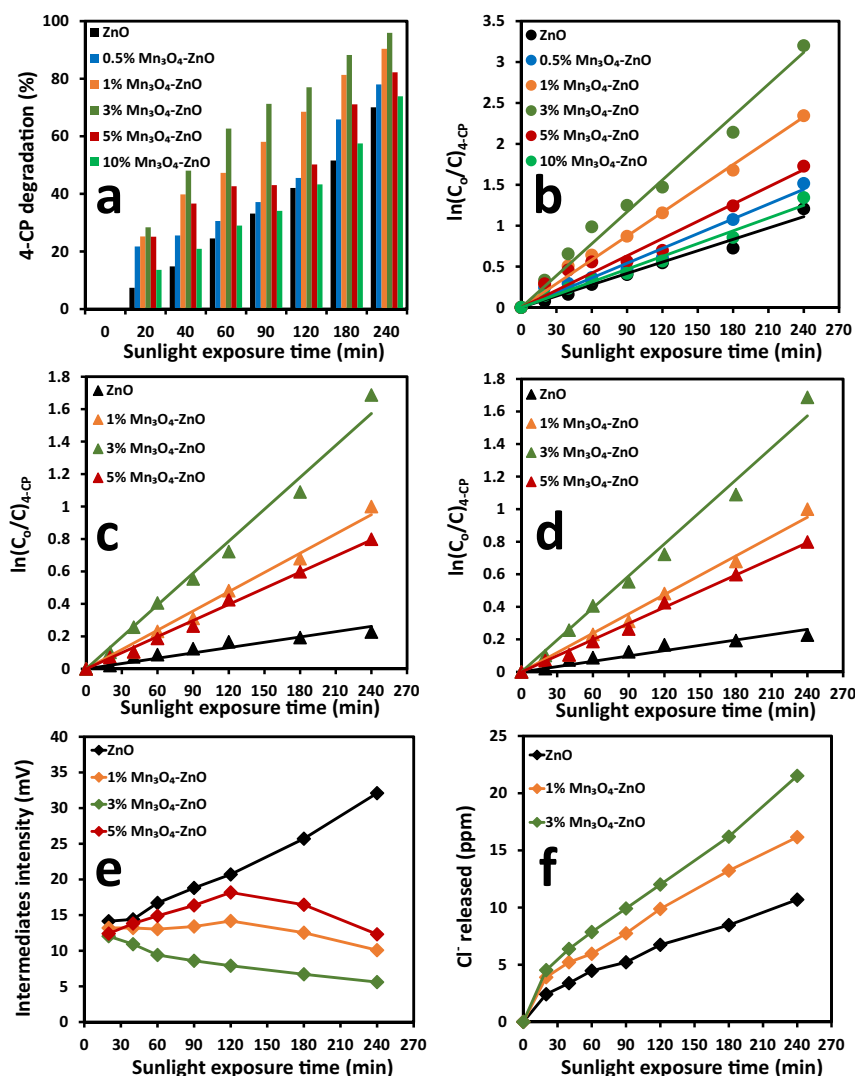 a
4-CP degradation (%)
100
80
60
40
20
0
ZnO
0.5% Mn₃O₄-ZnO
1% Mn₃O₄-ZnO
3% Mn₃O₄-ZnO
5% Mn₃O₄-ZnO
10% Mn₃O₄-ZnO
0 20 40 60 90 120 180 240
Sunlight exposure time (min)
b
ln(Cₒ/C)₄₋CP
3.5
3
2.5
2
1.5
1
0.5
0
ZnO
0.5% Mn₃O₄-ZnO
1% Mn₃O₄-ZnO
3% Mn₃O₄-ZnO
5% Mn₃O₄-ZnO
10% Mn₃O₄-ZnO
0 30 60 90 120 150 180 210 240 270
Sunlight exposure time (min)
c
ln(Cₒ/C)₄₋CP
1.8
1.6
1.4
1.2
1
0.8
0.6
0.4
0.2
0
ZnO
1% Mn₃O₄-ZnO
3% Mn₃O₄-ZnO
5% Mn₃O₄-ZnO
0 30 60 90 120 150 180 210 240 270
Sunlight exposure time (min)
d
ln(Cₒ/C)₄₋CP
1.8
1.6
1.4
1.2
1
0.8
0.6
0.4
0.2
0
ZnO
1% Mn₃O₄-ZnO
3% Mn₃O₄-ZnO
5% Mn₃O₄-ZnO
0 30 60 90 120 150 180 210 240 270
Sunlight exposure time (min)
e
Intermediates intensity (mV)
40
35
30
25
20
15
10
5
0
ZnO
1% Mn₃O₄-ZnO
3% Mn₃O₄-ZnO
5% Mn₃O₄-ZnO
0 30 60 90 120 150 180 210 240 270
Sunlight exposure time (min)
f
Cl⁻ released (ppm)
25
20
15
10
5
0
ZnO
1% Mn₃O₄-ZnO
3% Mn₃O₄-ZnO
0 30 60 90 120 150 180 210 240 270
Sunlight exposure time (min)